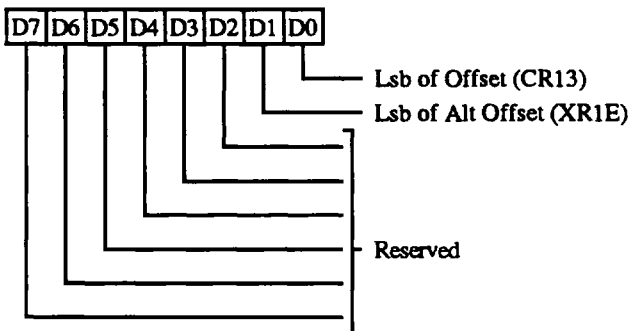 D7 D6 D5 D4 D3 D2 D1 D0
Lsb of Offset (CR13)
Lsb of Alt Offset (XR1E)
Reserved